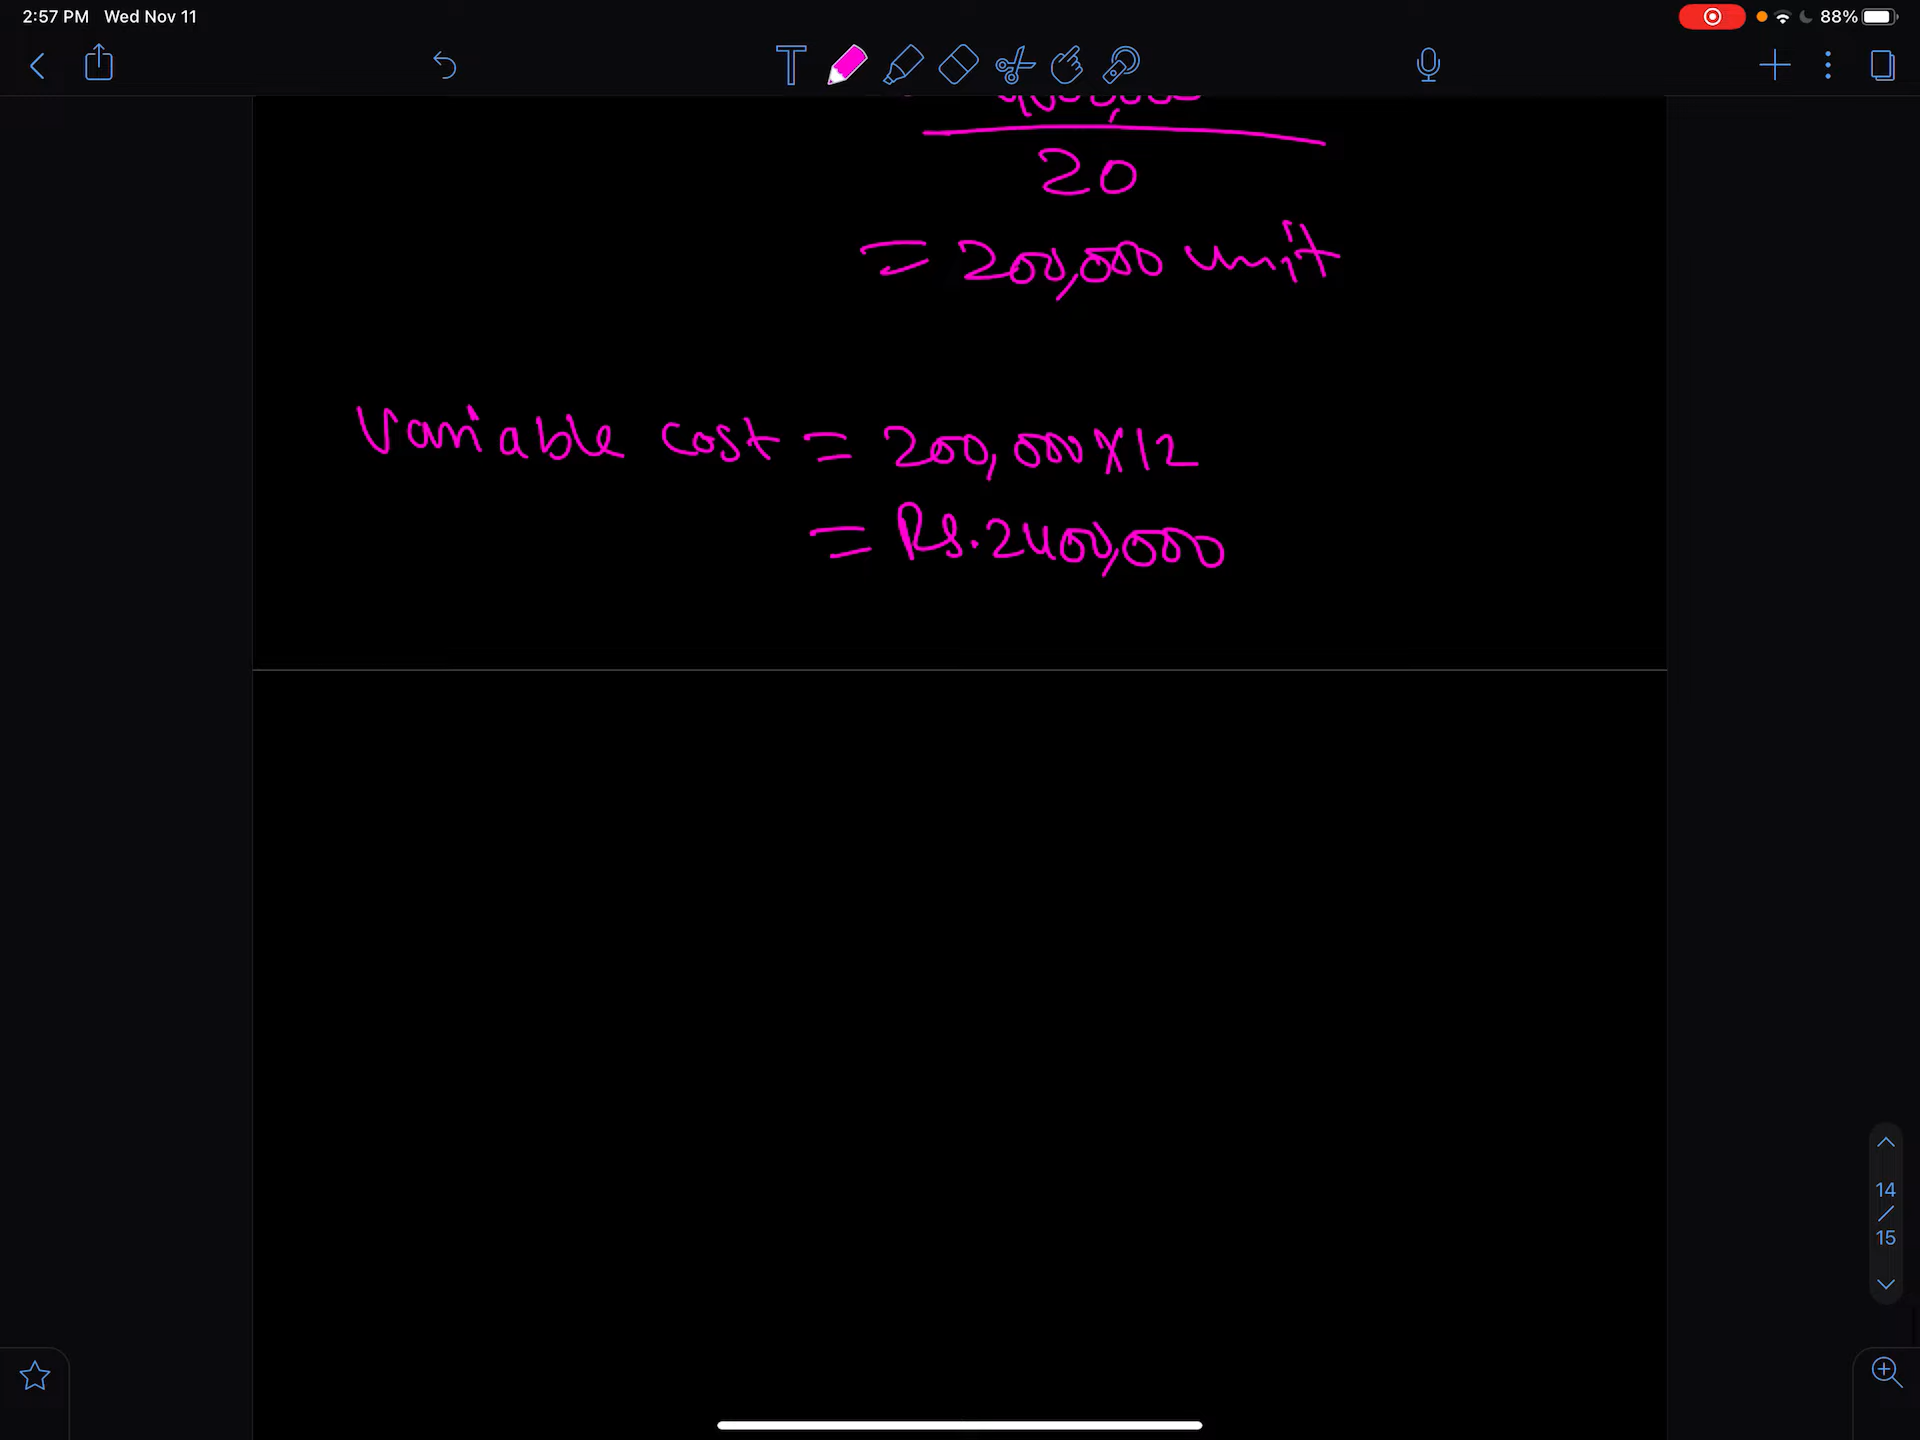 2:57 PM Wed Nov 11
88%
20
= 200,000 unit
Variable cost = 200,000 X 12
= Rs. 2400,000
14
/
15